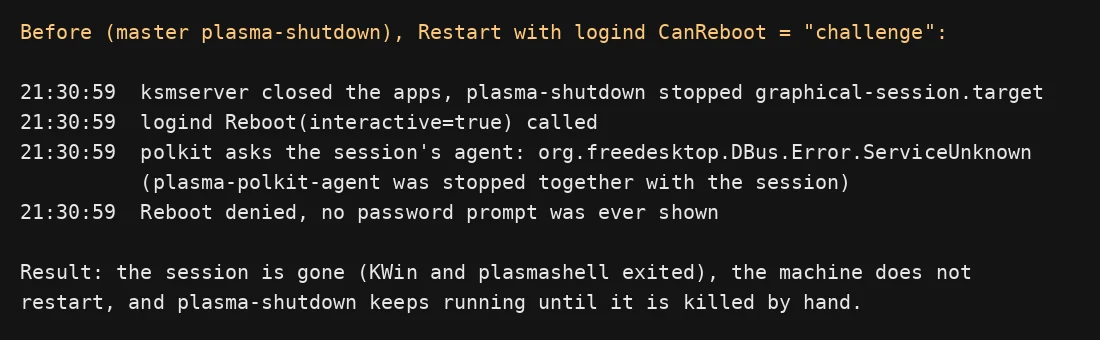 Before (master plasma-shutdown), Restart with logind CanReboot = "challenge":
21:30:59  ksmserver closed the apps, plasma-shutdown stopped graphical-session.target
21:30:59  logind Reboot(interactive=true) called
21:30:59  polkit asks the session's agent: org.freedesktop.DBus.Error.ServiceUnknown
(plasma-polkit-agent was stopped together with the session)
21:30:59  Reboot denied, no password prompt was ever shown
Result: the session is gone (KWin and plasmashell exited), the machine does not
restart, and plasma-shutdown keeps running until it is killed by hand.